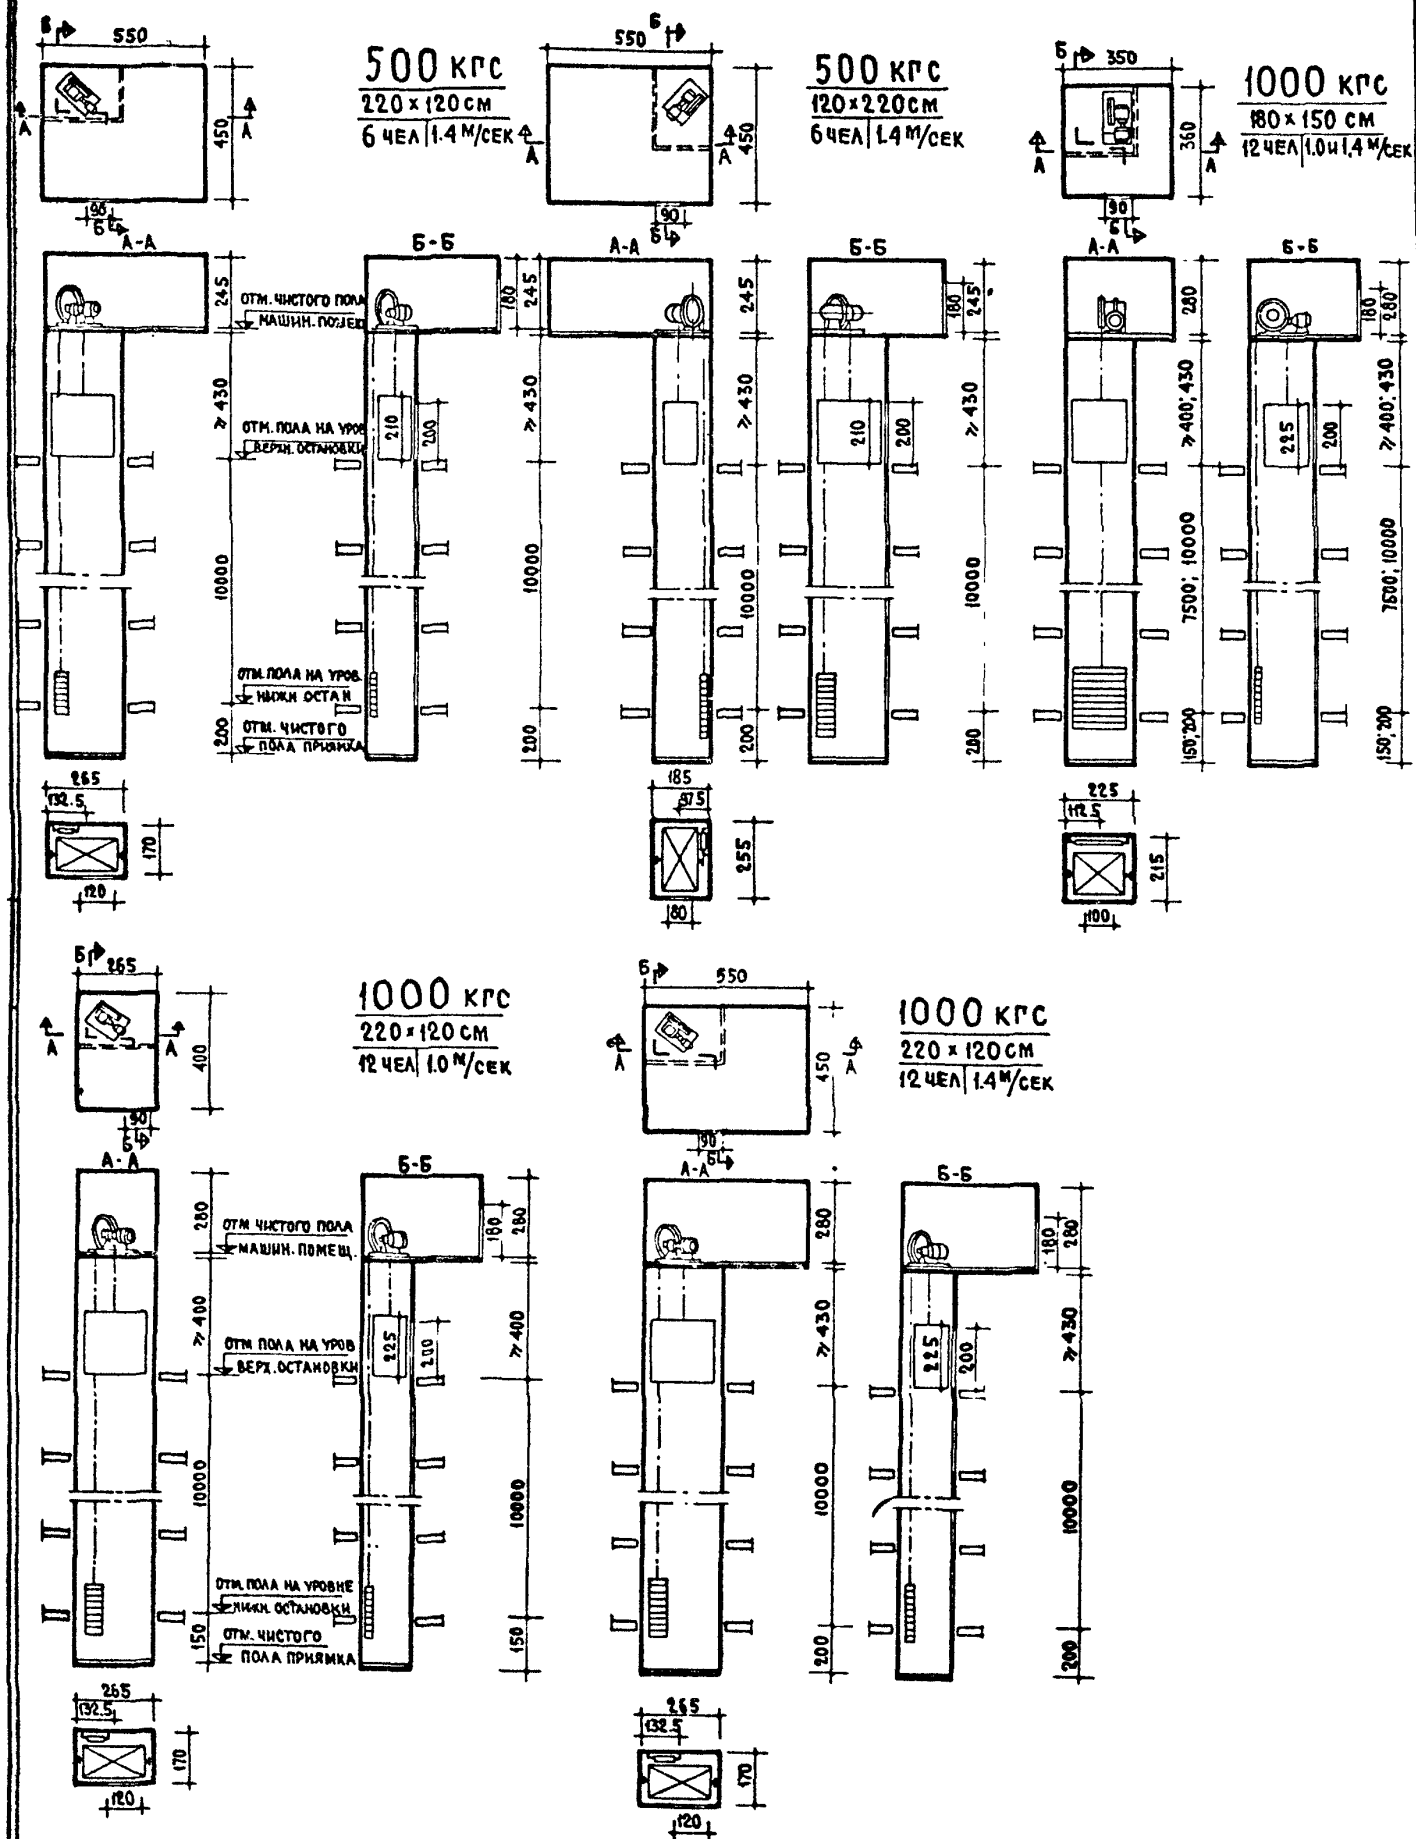 Б
550
500 кгс
220 × 120 см
6 чел | 1.4 м/сек
450
А
А
90
Б
550
Б
500 кгс
120 × 220 см
6 чел | 1.4 м/сек
450
А
А
90
Б
Б
350
1000 кгс
180 × 150 см
12 чел | 1.0 и 1.4 м/сек
360
А
А
90
Б
А-А
245
⩾ 430
10000
200
ОТМ. ЧИСТОГО ПОЛА
МАШИН. ПОМЕЩ
ОТМ. ПОЛА НА УРОВ
ВЕРХН. ОСТАНОВКИ
ОТМ. ПОЛА НА УРОВ.
НИЖН ОСТАН
ОТМ. ЧИСТОГО
ПОЛА ПРИЯМКА
Б-Б
180
245
210
200
⩾ 430
10000
200
А-А
245
⩾ 430
10000
200
Б-Б
180
245
210
200
⩾ 430
10000
200
А-А
280
⩾ 400; 430
7500; 10000
150; 200
Б-Б
180
280
225
200
⩾ 400; 430
7500; 10000
150; 200
265
132.5
170
120
185
97.5
255
80
225
112.5
215
100
Б
265
1000 кгс
220 × 120 см
12 чел | 1.0 м/сек
А
А
400
90
Б
Б
550
1000 кгс
220 × 120 см
12 чел | 1.4 м/сек
А
А
450
90
Б
А-А
280
⩾ 400
10000
150
ОТМ ЧИСТОГО ПОЛА
МАШИН. ПОМЕЩ.
ОТМ ПОЛА НА УРОВ
ВЕРХ. ОСТАНОВКИ
ОТМ. ПОЛА НА УРОВНЕ
НИЖН. ОСТАНОВКИ
ОТМ. ЧИСТОГО
ПОЛА ПРИЯМКА
Б-Б
180
280
225
200
⩾ 400
10000
150
А-А
280
⩾ 430
10000
200
Б-Б
180
280
225
200
⩾ 430
10000
200
265
132.5
170
120
265
132.5
170
120